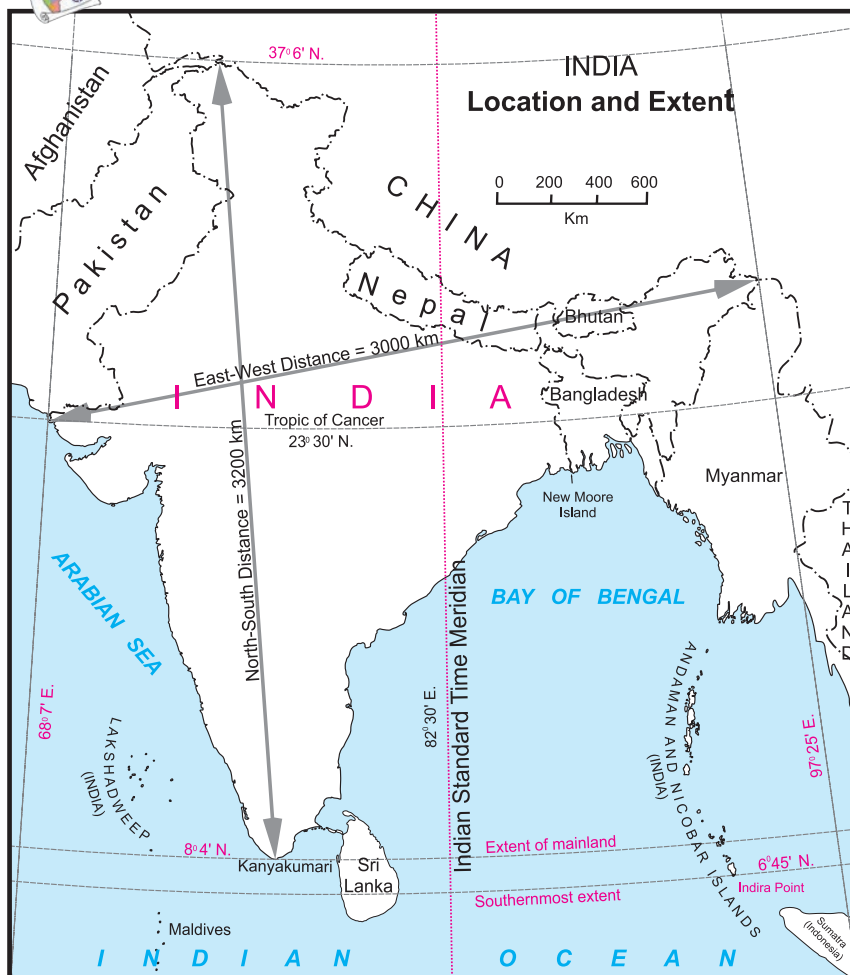 37°6' N.
INDIA
Location and Extent
Afghanistan
Pakistan
0 200 400 600
Km
CHINA
Nepal
Bhutan
East-West Distance = 3000 km
INDIA
Bangladesh
Tropic of Cancer
23°30' N.
North-South Distance = 3200 km
Myanmar
New Moore
Island
THAILAND
ARABIAN SEA
BAY OF BENGAL
Indian Standard Time Meridian
82°30' E.
68°7' E.
97°25' E.
LAKSHADWEEP
(INDIA)
ANDAMAN AND NICOBAR ISLANDS
(INDIA)
8°4' N.
Extent of mainland
Kanyakumari
Sri
Lanka
6°45' N.
Indira Point
Southernmost extent
Maldives
Sumatra
(Indonesia)
INDIAN OCEAN